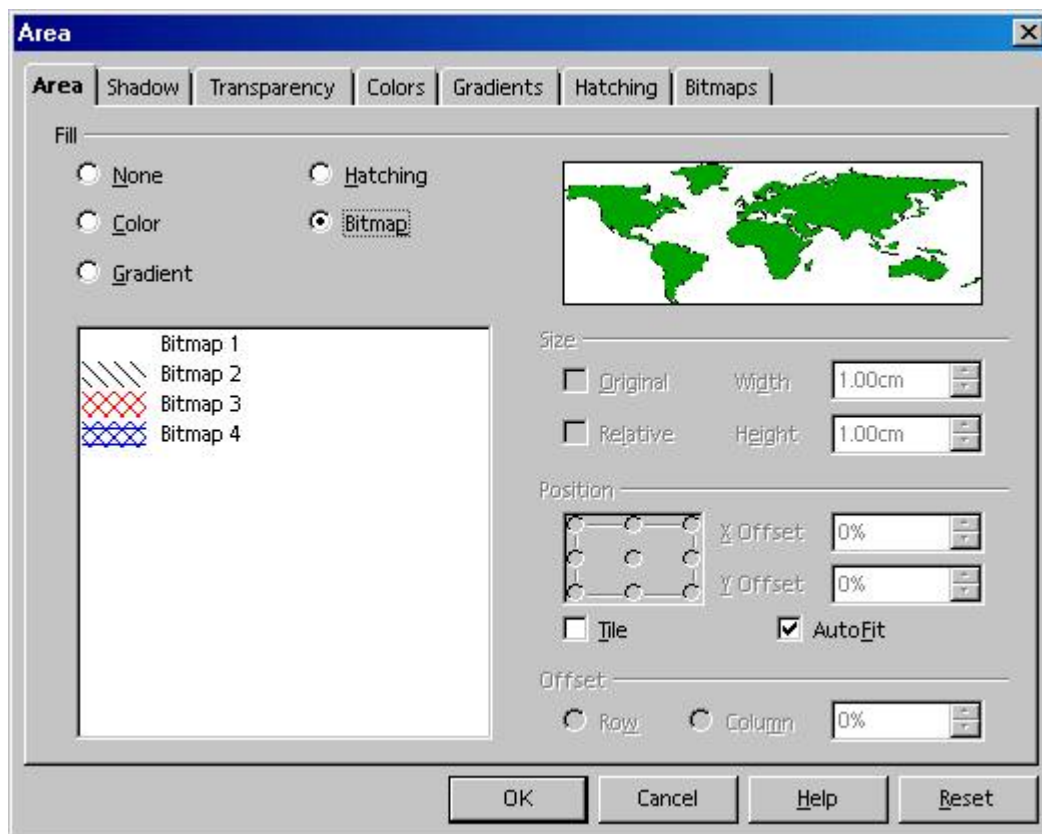 Area
Area Shadow Transparency Colors Gradients Hatching Bitmaps
Fill
None
Hatching
Color
Bitmap
Gradient
Bitmap 1
Bitmap 2
Bitmap 3
Bitmap 4
Size
Original Width 1.00cm
Relative Height 1.00cm
Position
X Offset 0%
Y Offset 0%
Tile AutoFit
Offset
Row Column 0%
OK Cancel Help Reset